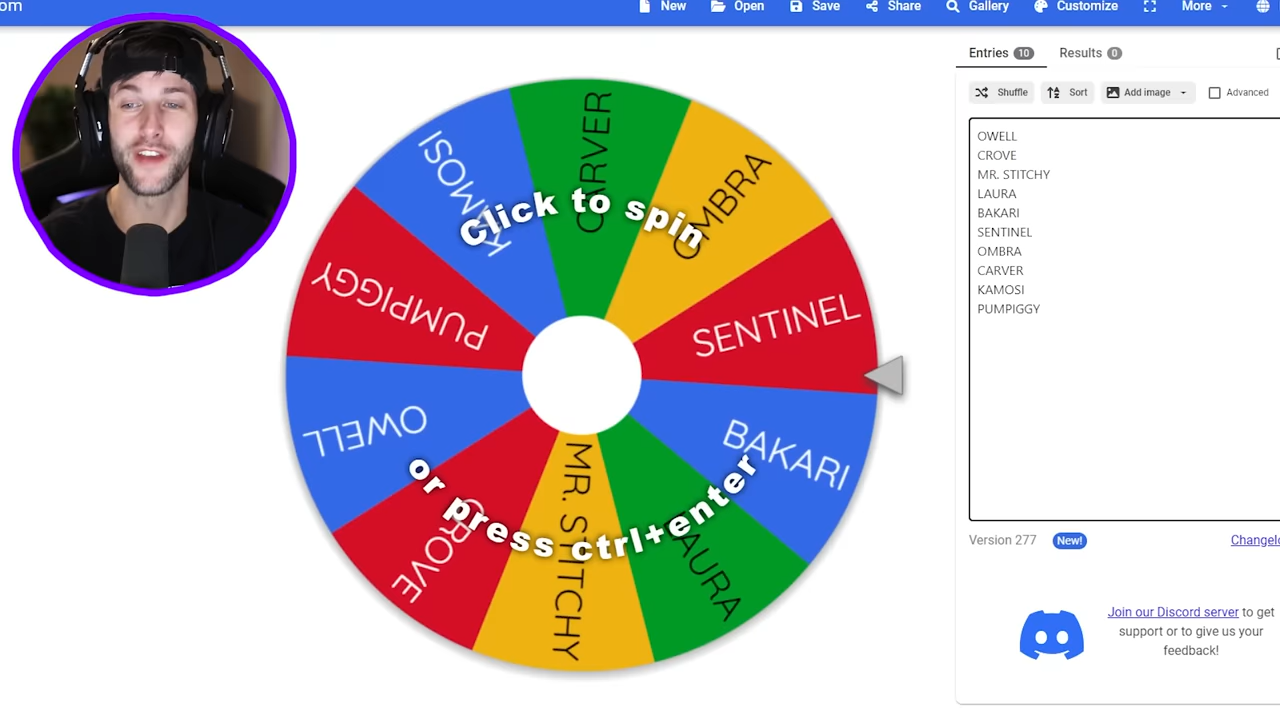 om
New
Open
Save
Share
Gallery
Customize
More
Entries 10
Results 0
Shuffle
Sort
Add image
Advanced
OWELL
CROVE
MR. STITCHY
LAURA
BAKARI
SENTINEL
OMBRA
CARVER
KAMOSI
PUMPIGGY
Version 277
New!
Changelo
Join our Discord server to get
support or to give us your
feedback!
CARVER
OMBRA
SENTINEL
BAKARI
LAURA
MR. STITCHY
CROVE
OWELL
PUMPIGGY
KAMOSI
Click to spin
or press ctrl+enter